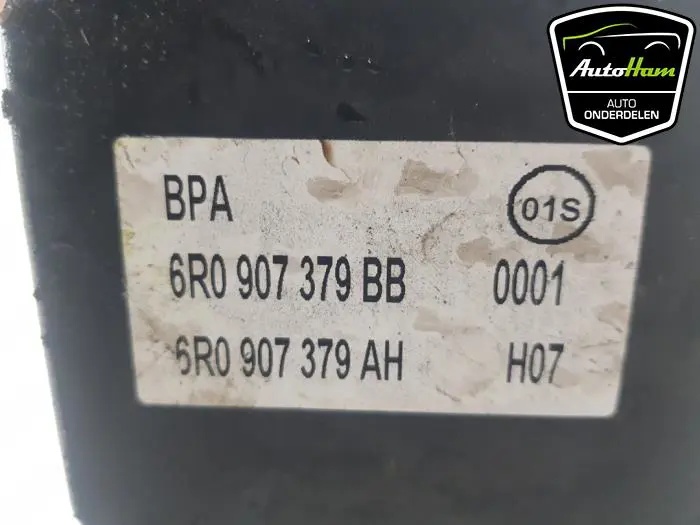 AutoHam
AUTO
ONDERDELEN
BPA 01S
6R0 907 379 BB 0001
6R0 907 379 AH H07